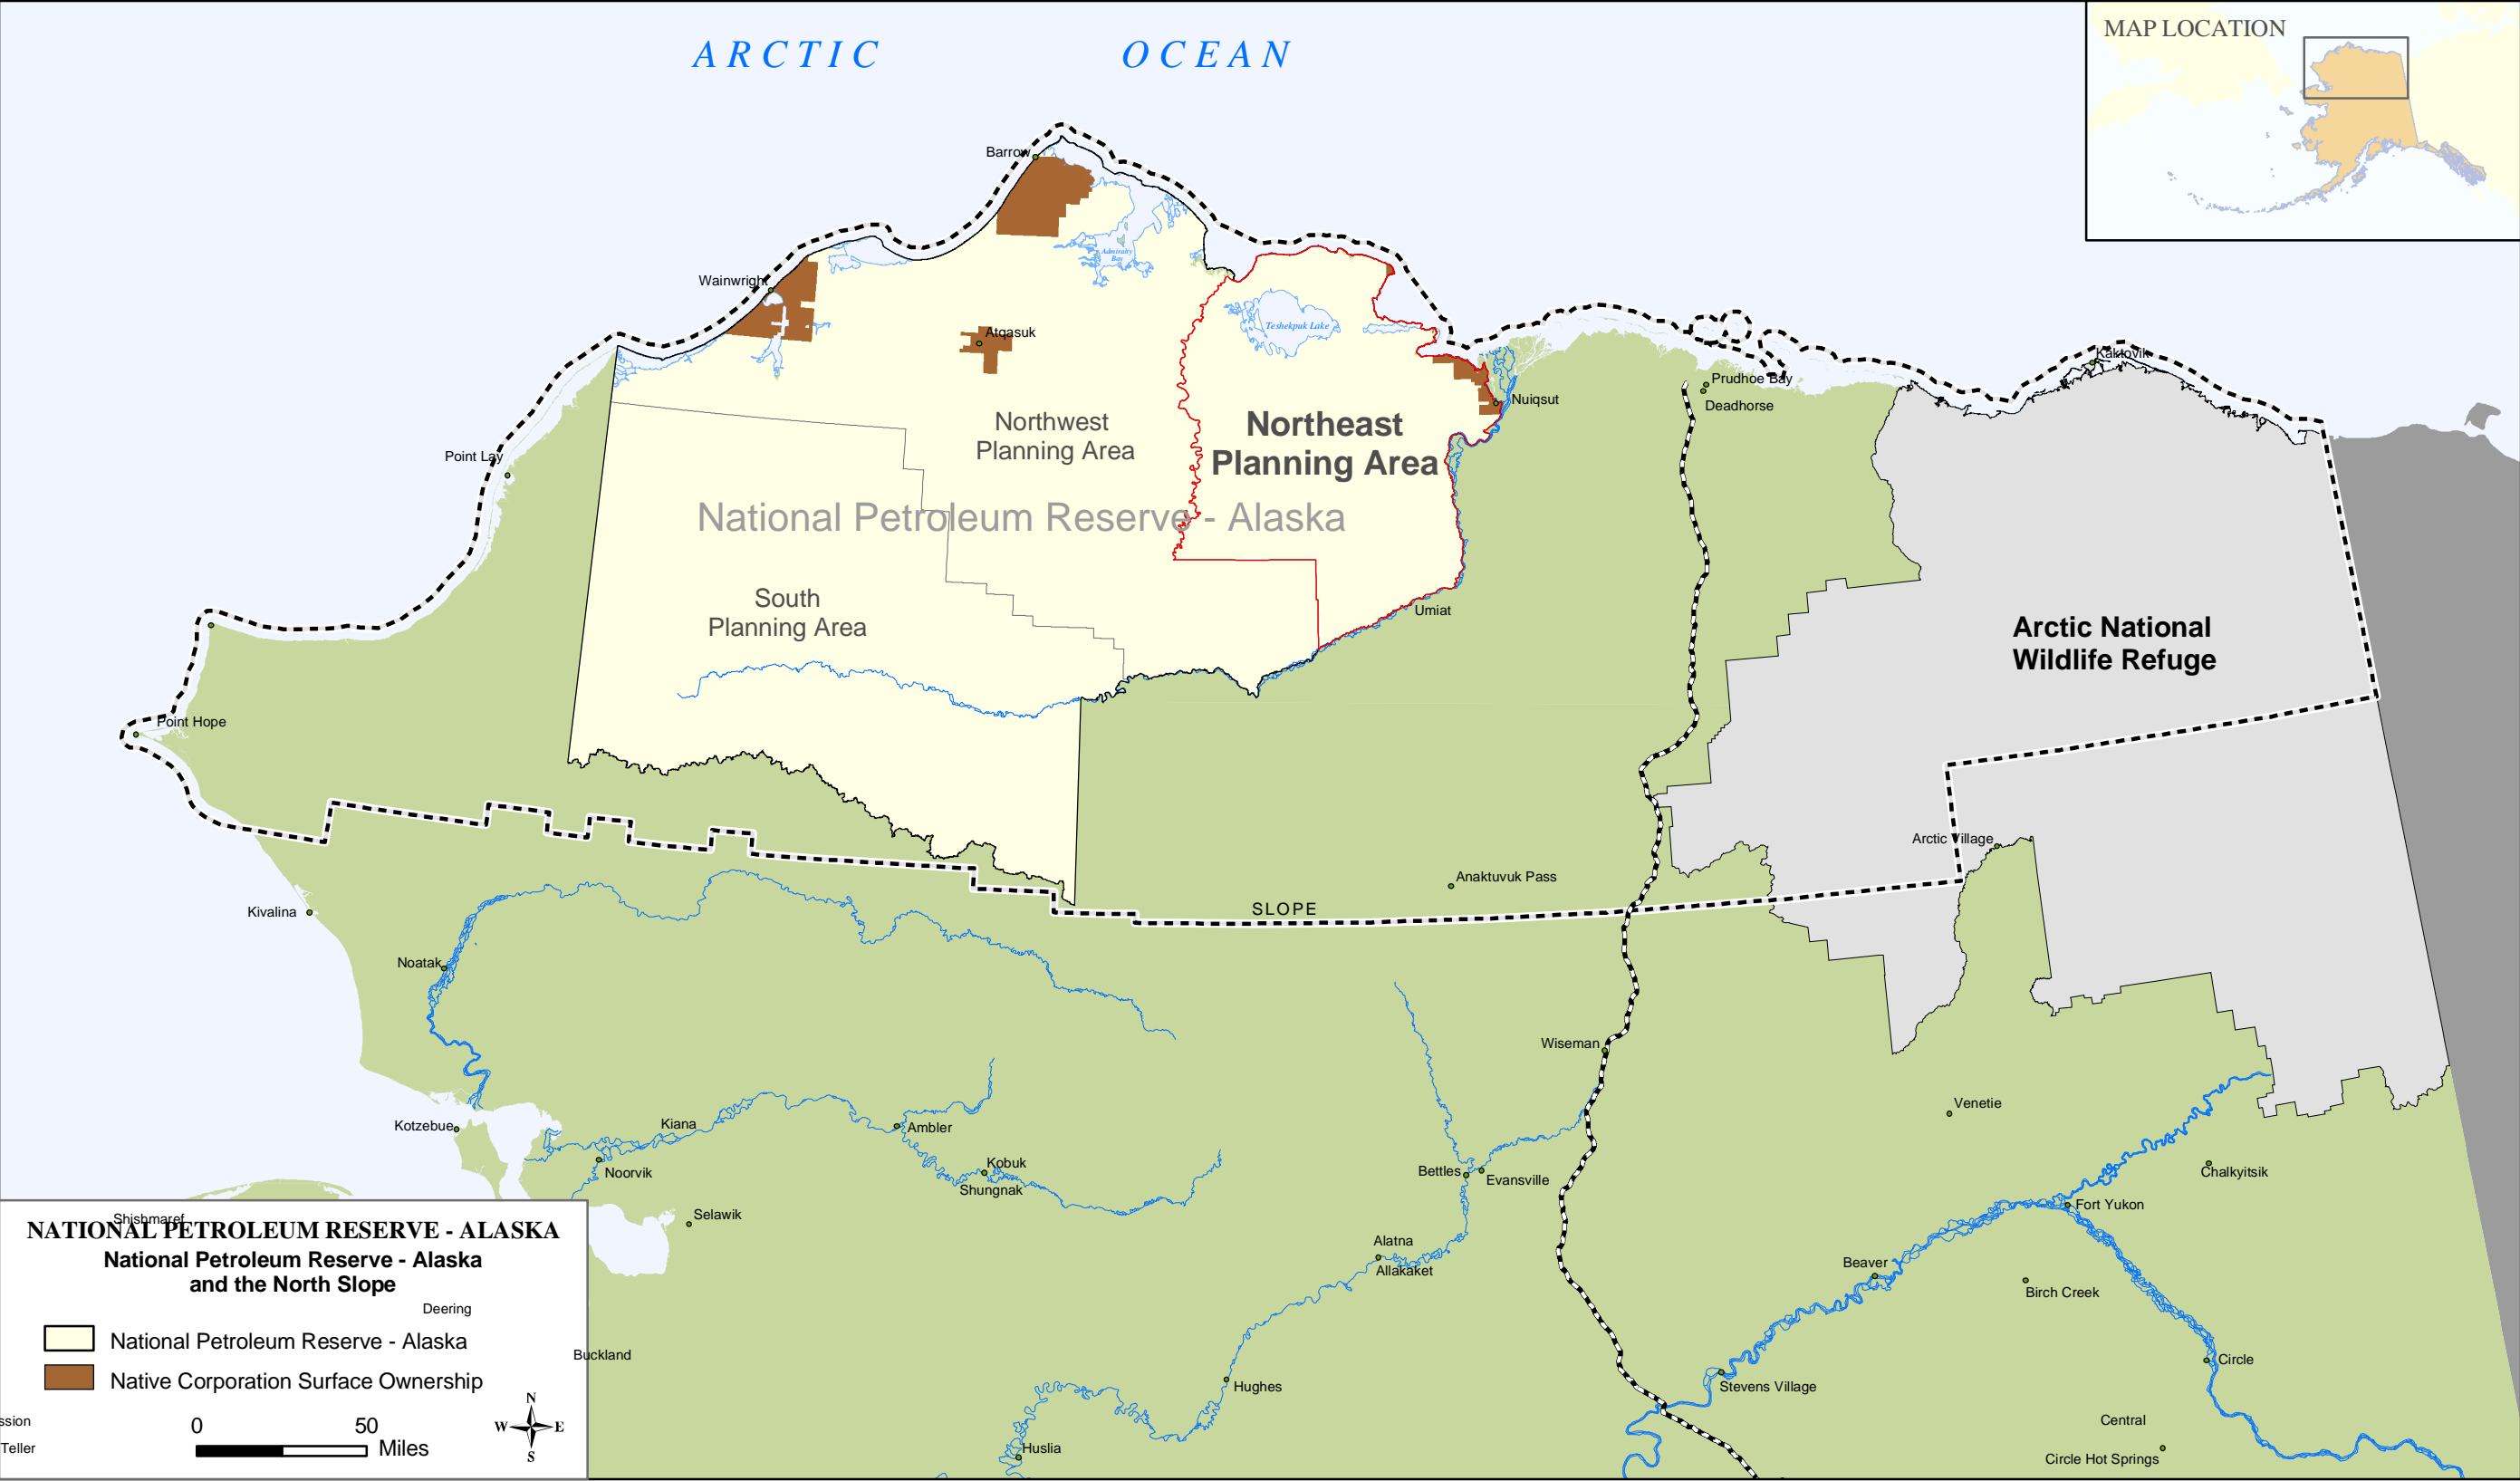 ARCTIC OCEAN
MAP LOCATION
Barrow
Admiralty
Bay
Wainwright
Atqasuk
Teshekpuk Lake
Kaktovik
Prudhoe Bay
Deadhorse
Nuiqsut
Northwest
Planning Area
Northeast
Planning Area
Point Lay
National Petroleum Reserve - Alaska
South
Planning Area
Umiat
Arctic National
Wildlife Refuge
Point Hope
Arctic Village
Anaktuvuk Pass
SLOPE
Kivalina
Noatak
Wiseman
Venetie
Kotzebue
Kiana
Ambler
Noorvik
Kobuk
Shungnak
Bettles
Evansville
Chalkyitsik
Fort Yukon
Selawik
Alatna
Allakaket
Beaver
Birch Creek
Circle
Stevens Village
Hughes
Huslia
Central
Circle Hot Springs
Shishmaref
NATIONAL PETROLEUM RESERVE - ALASKA
National Petroleum Reserve - Alaska
and the North Slope
Deering
National Petroleum Reserve - Alaska
Buckland
Native Corporation Surface Ownership
ssion
Teller
0 50
Miles
N
W E
S